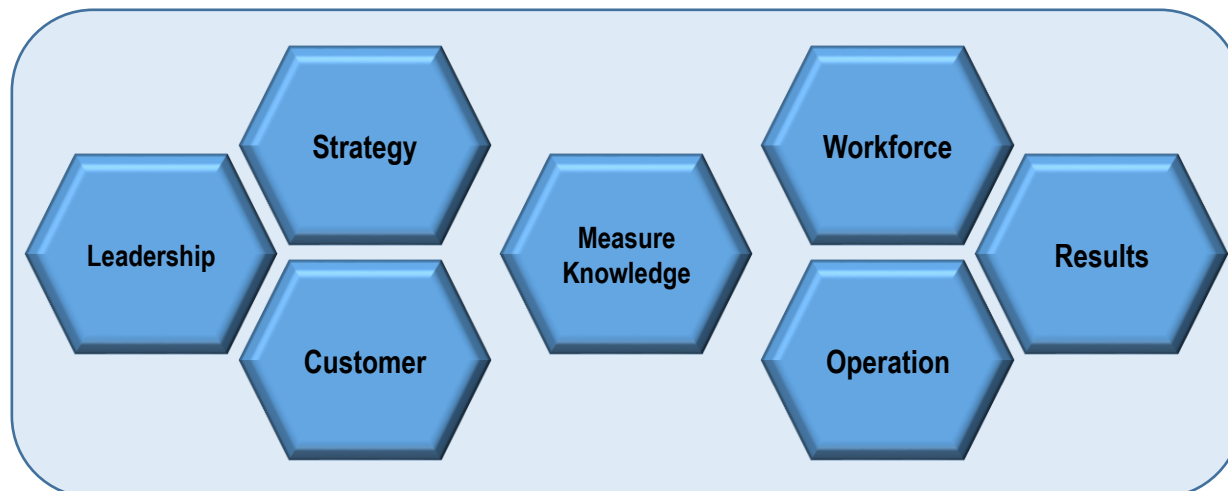 Strategy
Workforce
Leadership
Measure
Knowledge
Results
Customer
Operation